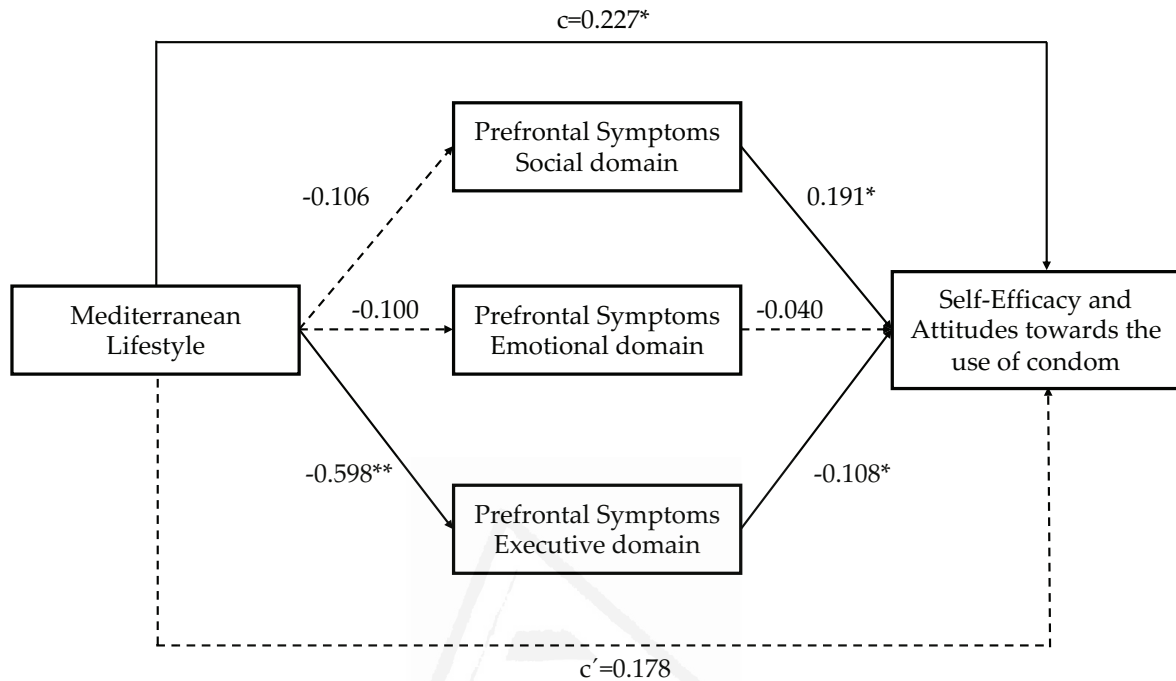 c=0.227*
Prefrontal Symptoms
Social domain
-0.106
0.191*
Mediterranean
Lifestyle
-0.100
Prefrontal Symptoms
Emotional domain
-0.040
Self-Efficacy and
Attitudes towards the
use of condom
-0.598**
-0.108*
Prefrontal Symptoms
Executive domain
c´=0.178